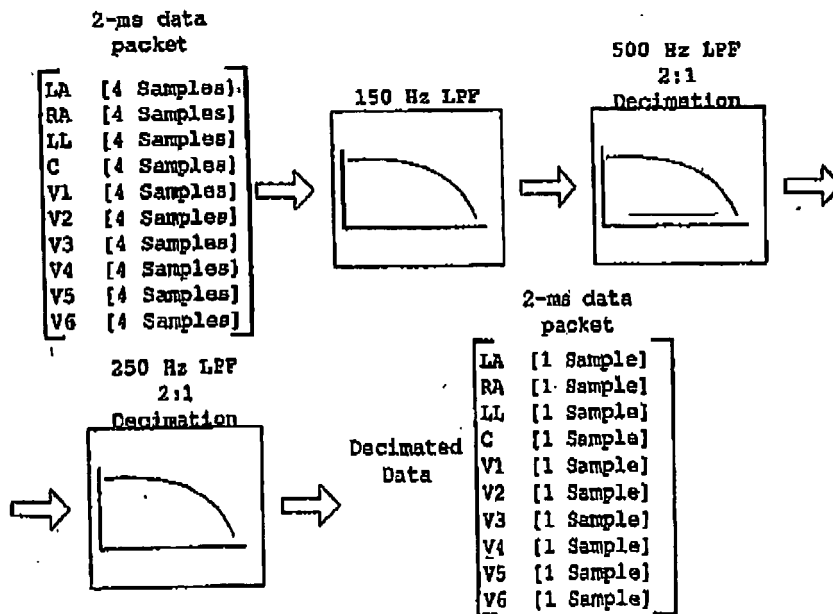 2-ms data
packet
LA [4 Samples]
RA [4 Samples]
LL [4 Samples]
C [4 Samples]
V1 [4 Samples]
V2 [4 Samples]
V3 [4 Samples]
V4 [4 Samples]
V5 [4 Samples]
V6 [4 Samples]
150 Hz LPF
500 Hz LPF
2:1
Decimation
250 Hz LPF
2:1
Decimation
Decimated
Data
2-ms data
packet
LA [1 Sample]
RA [1 Sample]
LL [1 Sample]
C [1 Sample]
V1 [1 Sample]
V2 [1 Sample]
V3 [1 Sample]
V4 [1 Sample]
V5 [1 Sample]
V6 [1 Sample]